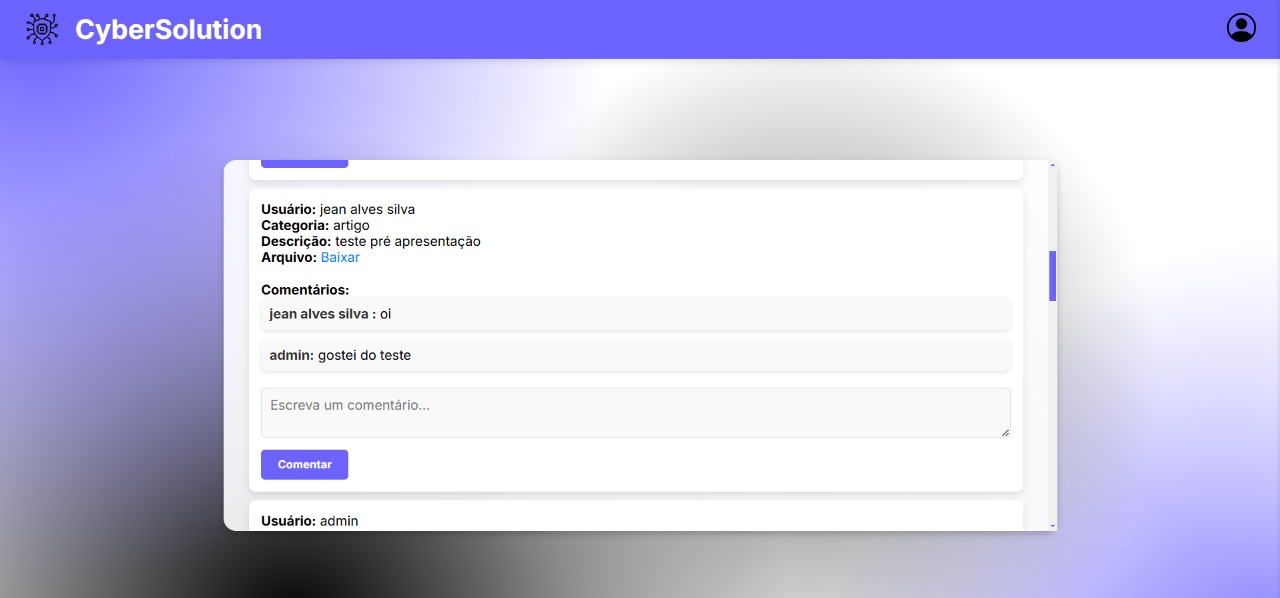 CyberSolution
Usuário: jean alves silva
Categoria: artigo
Descrição: teste pré apresentação
Arquivo: Baixar
Comentários:
jean alves silva : oi
admin: gostei do teste
Escreva um comentário...
Comentar
Usuário: admin